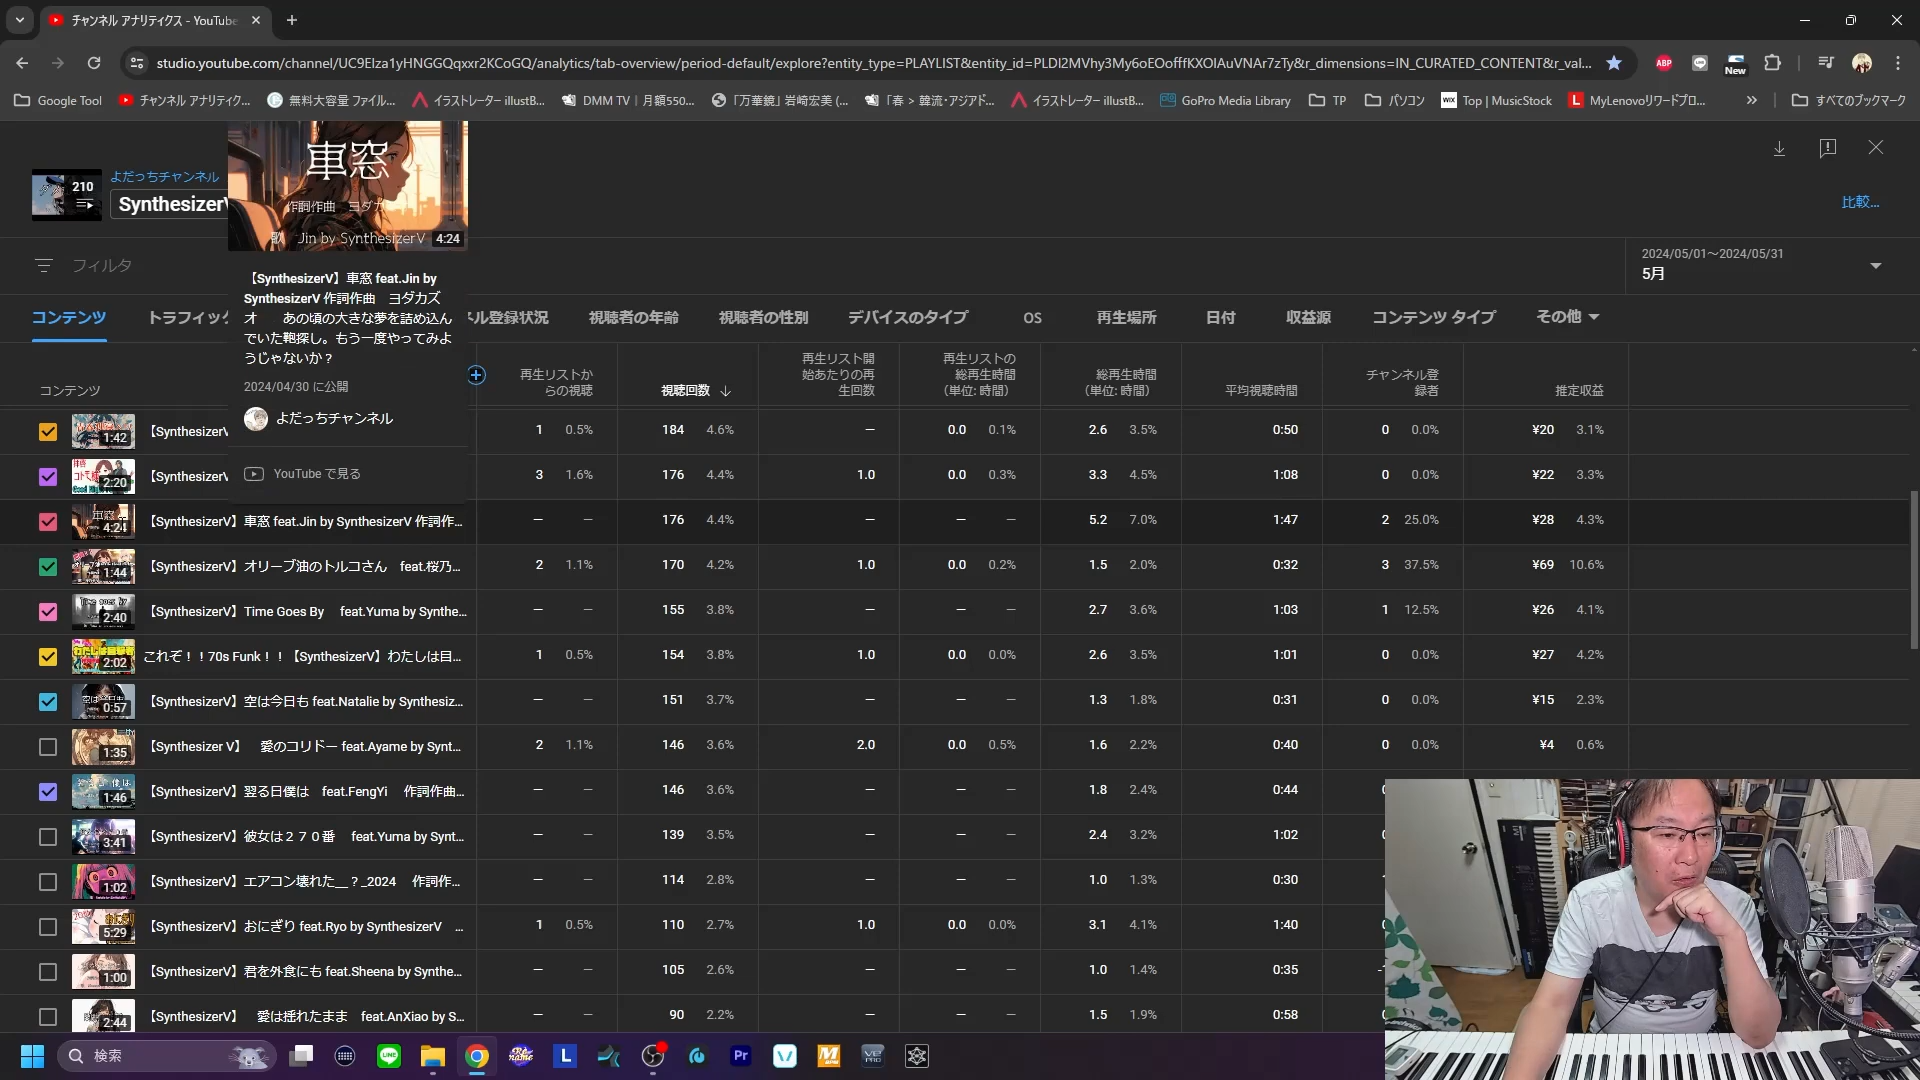 チャンネル アナリティクス - YouTube
studio.youtube.com/channel/UC9EIza1yHNGGQqxxr2KCoGQ/analytics/tab-overview/period-default/explore?entity_type=PLAYLIST&entity_id=PLDI2MVhy3My6oEOofffKXOIAuVNAr7zTy&r_dimensions=IN_CURATED_CONTENT&r_val...
ABP
New
Google Tool
チャンネル アナリティク...
無料大容量 ファイル...
イラストレーター illustB...
DMM TV｜月額550...
「万華鏡」岩崎宏美 (...
「春 > 韓流・アジアド...
イラストレーター illustB...
GoPro Media Library
TP
パソコン
WIX
Top | MusicStock
L
MyLenovoリワードプロ...
すべてのブックマーク
210
よだっちチャンネル
SynthesizerV
車窓
作詞作曲　ヨダカ
歌　Jin by SynthesizerV
4:24
比較...
フィルタ
2024/05/01～2024/05/31
5月
【SynthesizerV】車窓 feat.Jin by
SynthesizerV 作詞作曲　ヨダカズ
オ　　あの頃の大きな夢を詰め込ん
でいた鞄探し。もう一度やってみよ
うじゃないか？
2024/04/30 に公開
よだっちチャンネル
YouTube で見る
コンテンツ
トラフィック
ル登録状況
視聴者の年齢
視聴者の性別
デバイスのタイプ
OS
再生場所
日付
収益源
コンテンツ タイプ
その他
コンテンツ
再生リストか
らの視聴
視聴回数
再生リスト開
始あたりの再
生回数
再生リストの
総再生時間
（単位: 時間）
総再生時間
（単位: 時間）
平均視聴時間
チャンネル登
録者
推定収益
1:42 【SynthesizerV 1 0.5% 184 4.6% — 0.0 0.1% 2.6 3.5% 0:50 0 0.0% ¥20 3.1%
2:20 【SynthesizerV 3 1.6% 176 4.4% 1.0 0.0 0.3% 3.3 4.5% 1:08 0 0.0% ¥22 3.3%
車窓 4:24 【SynthesizerV】車窓 feat.Jin by SynthesizerV 作詞作... — — 176 4.4% — — — 5.2 7.0% 1:47 2 25.0% ¥28 4.3%
1:44 【SynthesizerV】オリーブ油のトルコさん　feat.桜乃... 2 1.1% 170 4.2% 1.0 0.0 0.2% 1.5 2.0% 0:32 3 37.5% ¥69 10.6%
Time goes by 2:40 【SynthesizerV】Time Goes By　feat.Yuma by Synthe... — — 155 3.8% — — — 2.7 3.6% 1:03 1 12.5% ¥26 4.1%
2:02 これぞ！！70s Funk！！【SynthesizerV】わたしは目... 1 0.5% 154 3.8% 1.0 0.0 0.0% 2.6 3.5% 1:01 0 0.0% ¥27 4.2%
0:57 【SynthesizerV】空は今日も feat.Natalie by Synthesiz... — — 151 3.7% — — — 1.3 1.8% 0:31 0 0.0% ¥15 2.3%
1:35 【Synthesizer V】　愛のコリドー feat.Ayame by Synt... 2 1.1% 146 3.6% 2.0 0.0 0.5% 1.6 2.2% 0:40 0 0.0% ¥4 0.6%
1:46 【SynthesizerV】翌る日僕は　feat.FengYi　作詞作曲... — — 146 3.6% — — — 1.8 2.4% 0:44
3:41 【SynthesizerV】彼女は２７０番　feat.Yuma by Synt... — — 139 3.5% — — — 2.4 3.2% 1:02
1:02 【SynthesizerV】エアコン壊れた__？_2024　作詞作... — — 114 2.8% — — — 1.0 1.3% 0:30
5:29 【SynthesizerV】おにぎり feat.Ryo by SynthesizerV　... 1 0.5% 110 2.7% 1.0 0.0 0.0% 3.1 4.1% 1:40
1:00 【SynthesizerV】君を外食にも feat.Sheena by Synthe... — — 105 2.6% — — — 1.0 1.4% 0:35
2:44 【SynthesizerV】　愛は揺れたまま　feat.AnXiao by S... — — 90 2.2% — — — 1.5 1.9% 0:58
検索
LINE
L
Pr